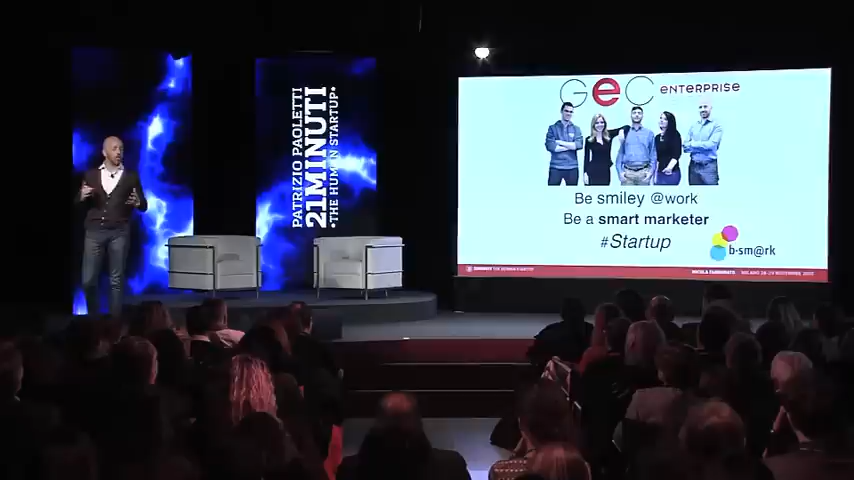 PATRIZIO PAOLETTI
21MINUTI
•THE HUMAN STARTUP•
GeC ENTERPRISE
Be smiley @work
Be a smart marketer
#Startup
b-sm@rk